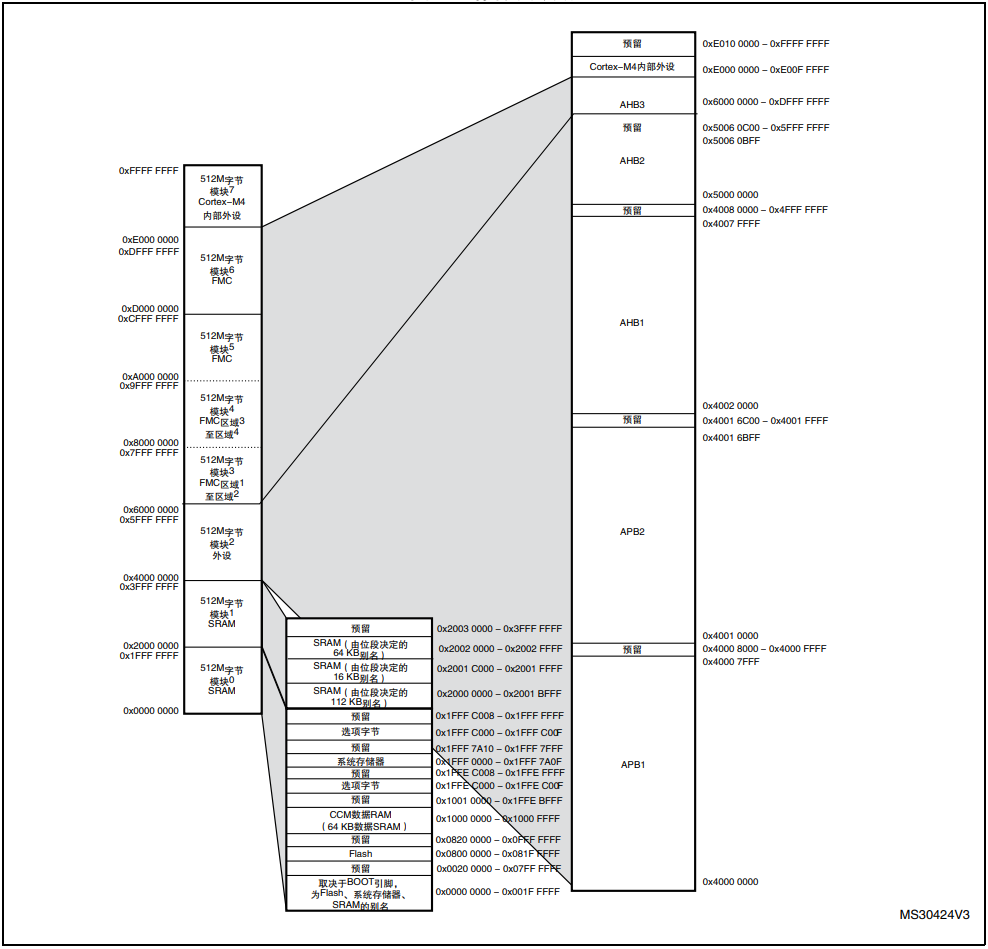 0xFFFF FFFF
512M字节
模块7
Cortex-M4
内部外设
0xE000 0000
0xDFFF FFFF
512M字节
模块6
FMC
0xD000 0000
0xCFFF FFFF
512M字节
模块5
FMC
0xA000 0000
0x9FFF FFFF
512M字节
模块4
FMC区域3
至区域4
0x8000 0000
0x7FFF FFFF
512M字节
模块3
FMC区域1
至区域2
0x6000 0000
0x5FFF FFFF
512M字节
模块2
外设
0x4000 0000
0x3FFF FFFF
512M字节
模块1
SRAM
0x2000 0000
0x1FFF FFFF
512M字节
模块0
SRAM
0x0000 0000
预留 0x2003 0000 - 0x3FFF FFFF
SRAM（由位段决定的
64 KB别名） 0x2002 0000 - 0x2002 FFFF
SRAM（由位段决定的
16 KB别名） 0x2001 C000 - 0x2001 FFFF
SRAM（由位段决定的
112 KB别名） 0x2000 0000 - 0x2001 BFFF
预留 0x1FFF C008 - 0x1FFF FFFF
选项字节 0x1FFF C000 - 0x1FFF C00F
预留 0x1FFF 7A10 - 0x1FFF 7FFF
系统存储器 0x1FFF 0000 - 0x1FFF 7A0F
预留 0x1FFE C008 - 0x1FFE FFFF
选项字节 0x1FFE C000 - 0x1FFE C00F
预留 0x1001 0000 - 0x1FFE BFFF
CCM数据RAM
（64 KB数据SRAM） 0x1000 0000 - 0x1000 FFFF
预留 0x0820 0000 - 0x0FFF FFFF
Flash 0x0800 0000 - 0x081F FFFF
预留 0x0020 0000 - 0x07FF FFFF
取决于BOOT引脚，
为Flash、系统存储器、
SRAM的别名 0x0000 0000 - 0x001F FFFF
预留 0xE010 0000 - 0xFFFF FFFF
Cortex-M4内部外设 0xE000 0000 - 0xE00F FFFF
AHB3 0x6000 0000 - 0xDFFF FFFF
预留 0x5006 0C00 - 0x5FFF FFFF
0x5006 0BFF
AHB2
0x5000 0000
预留 0x4008 0000 - 0x4FFF FFFF
0x4007 FFFF
AHB1
0x4002 0000
预留 0x4001 6C00 - 0x4001 FFFF
0x4001 6BFF
APB2
0x4001 0000
预留 0x4000 8000 - 0x4000 FFFF
0x4000 7FFF
APB1
0x4000 0000
MS30424V3